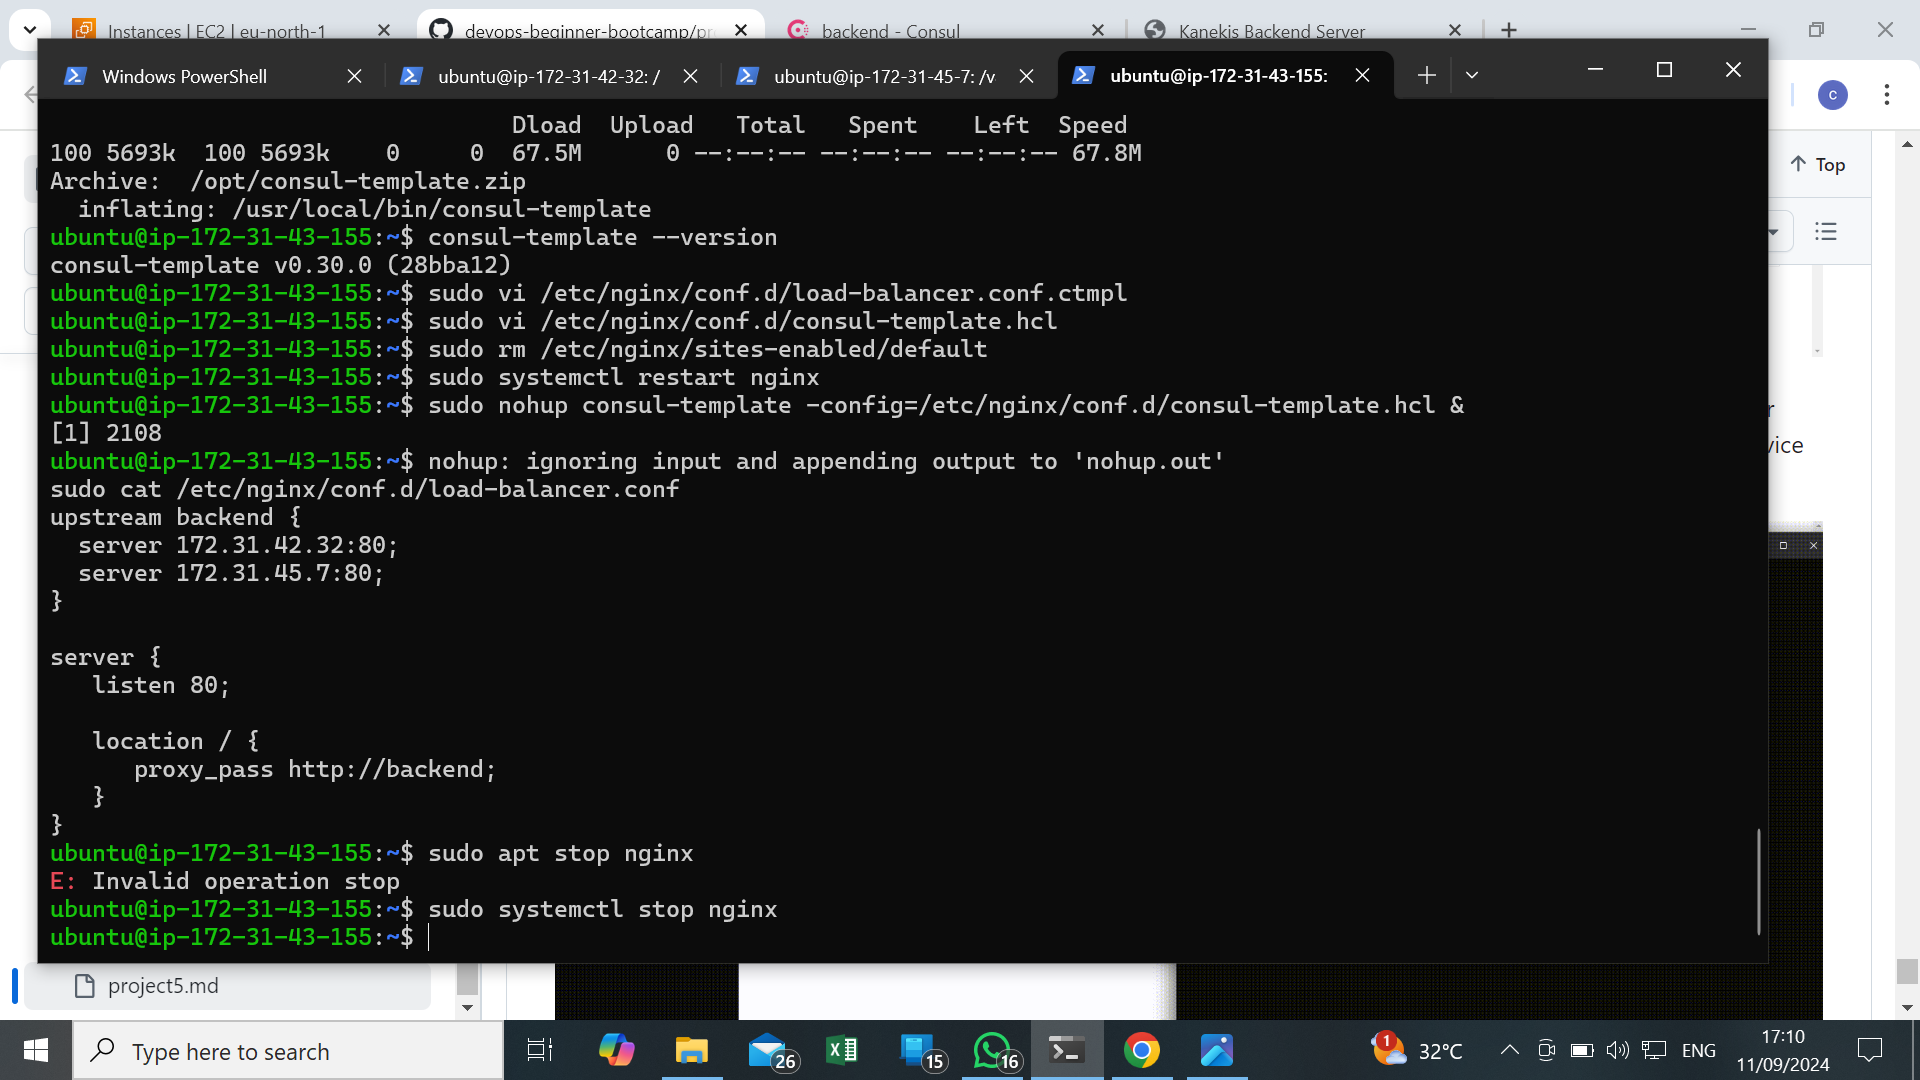 Instances | EC2 | eu-north-1
devops-beginner-bootcamp/pr
backend - Consul
Kanekis Backend Server
Windows PowerShell
ubuntu@ip-172-31-42-32: /
ubuntu@ip-172-31-45-7: /v
ubuntu@ip-172-31-43-155:
c
Top
Dload  Upload   Total   Spent    Left  Speed
100 5693k  100 5693k    0     0  67.5M      0 --:--:-- --:--:-- --:--:-- 67.8M
Archive:  /opt/consul-template.zip
  inflating: /usr/local/bin/consul-template
ubuntu@ip-172-31-43-155:~$ consul-template --version
consul-template v0.30.0 (28bba12)
ubuntu@ip-172-31-43-155:~$ sudo vi /etc/nginx/conf.d/load-balancer.conf.ctmpl
ubuntu@ip-172-31-43-155:~$ sudo vi /etc/nginx/conf.d/consul-template.hcl
ubuntu@ip-172-31-43-155:~$ sudo rm /etc/nginx/sites-enabled/default
ubuntu@ip-172-31-43-155:~$ sudo systemctl restart nginx
ubuntu@ip-172-31-43-155:~$ sudo nohup consul-template -config=/etc/nginx/conf.d/consul-template.hcl &
[1] 2108
ubuntu@ip-172-31-43-155:~$ nohup: ignoring input and appending output to 'nohup.out'
sudo cat /etc/nginx/conf.d/load-balancer.conf
upstream backend {
  server 172.31.42.32:80;
  server 172.31.45.7:80;
}

server {
   listen 80;

   location / {
      proxy_pass http://backend;
   }
}
ubuntu@ip-172-31-43-155:~$ sudo apt stop nginx
E: Invalid operation stop
ubuntu@ip-172-31-43-155:~$ sudo systemctl stop nginx
ubuntu@ip-172-31-43-155:~$
project5.md
Type here to search
26
15
16
1
32°C
ENG
17:10
11/09/2024